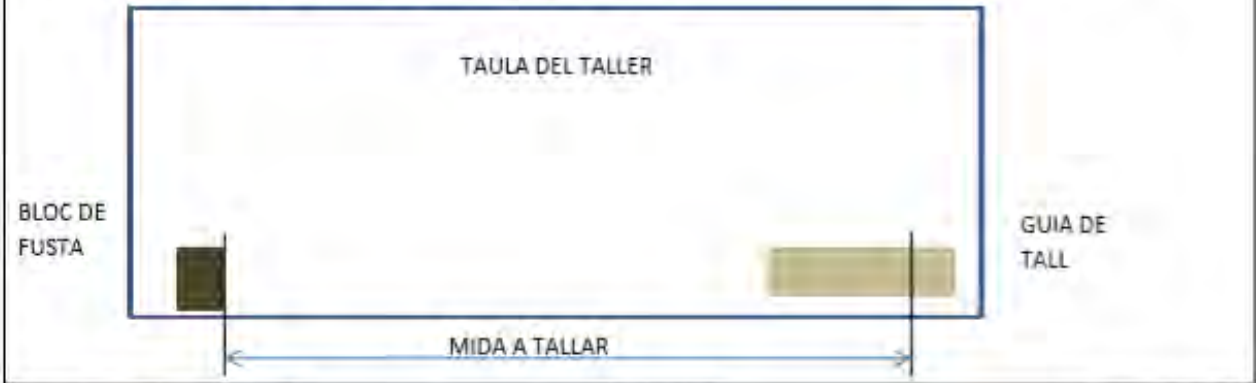 TAULA DEL TALLER
BLOC DE
FUSTA
GUIA DE
TALL
MIDA A TALLAR